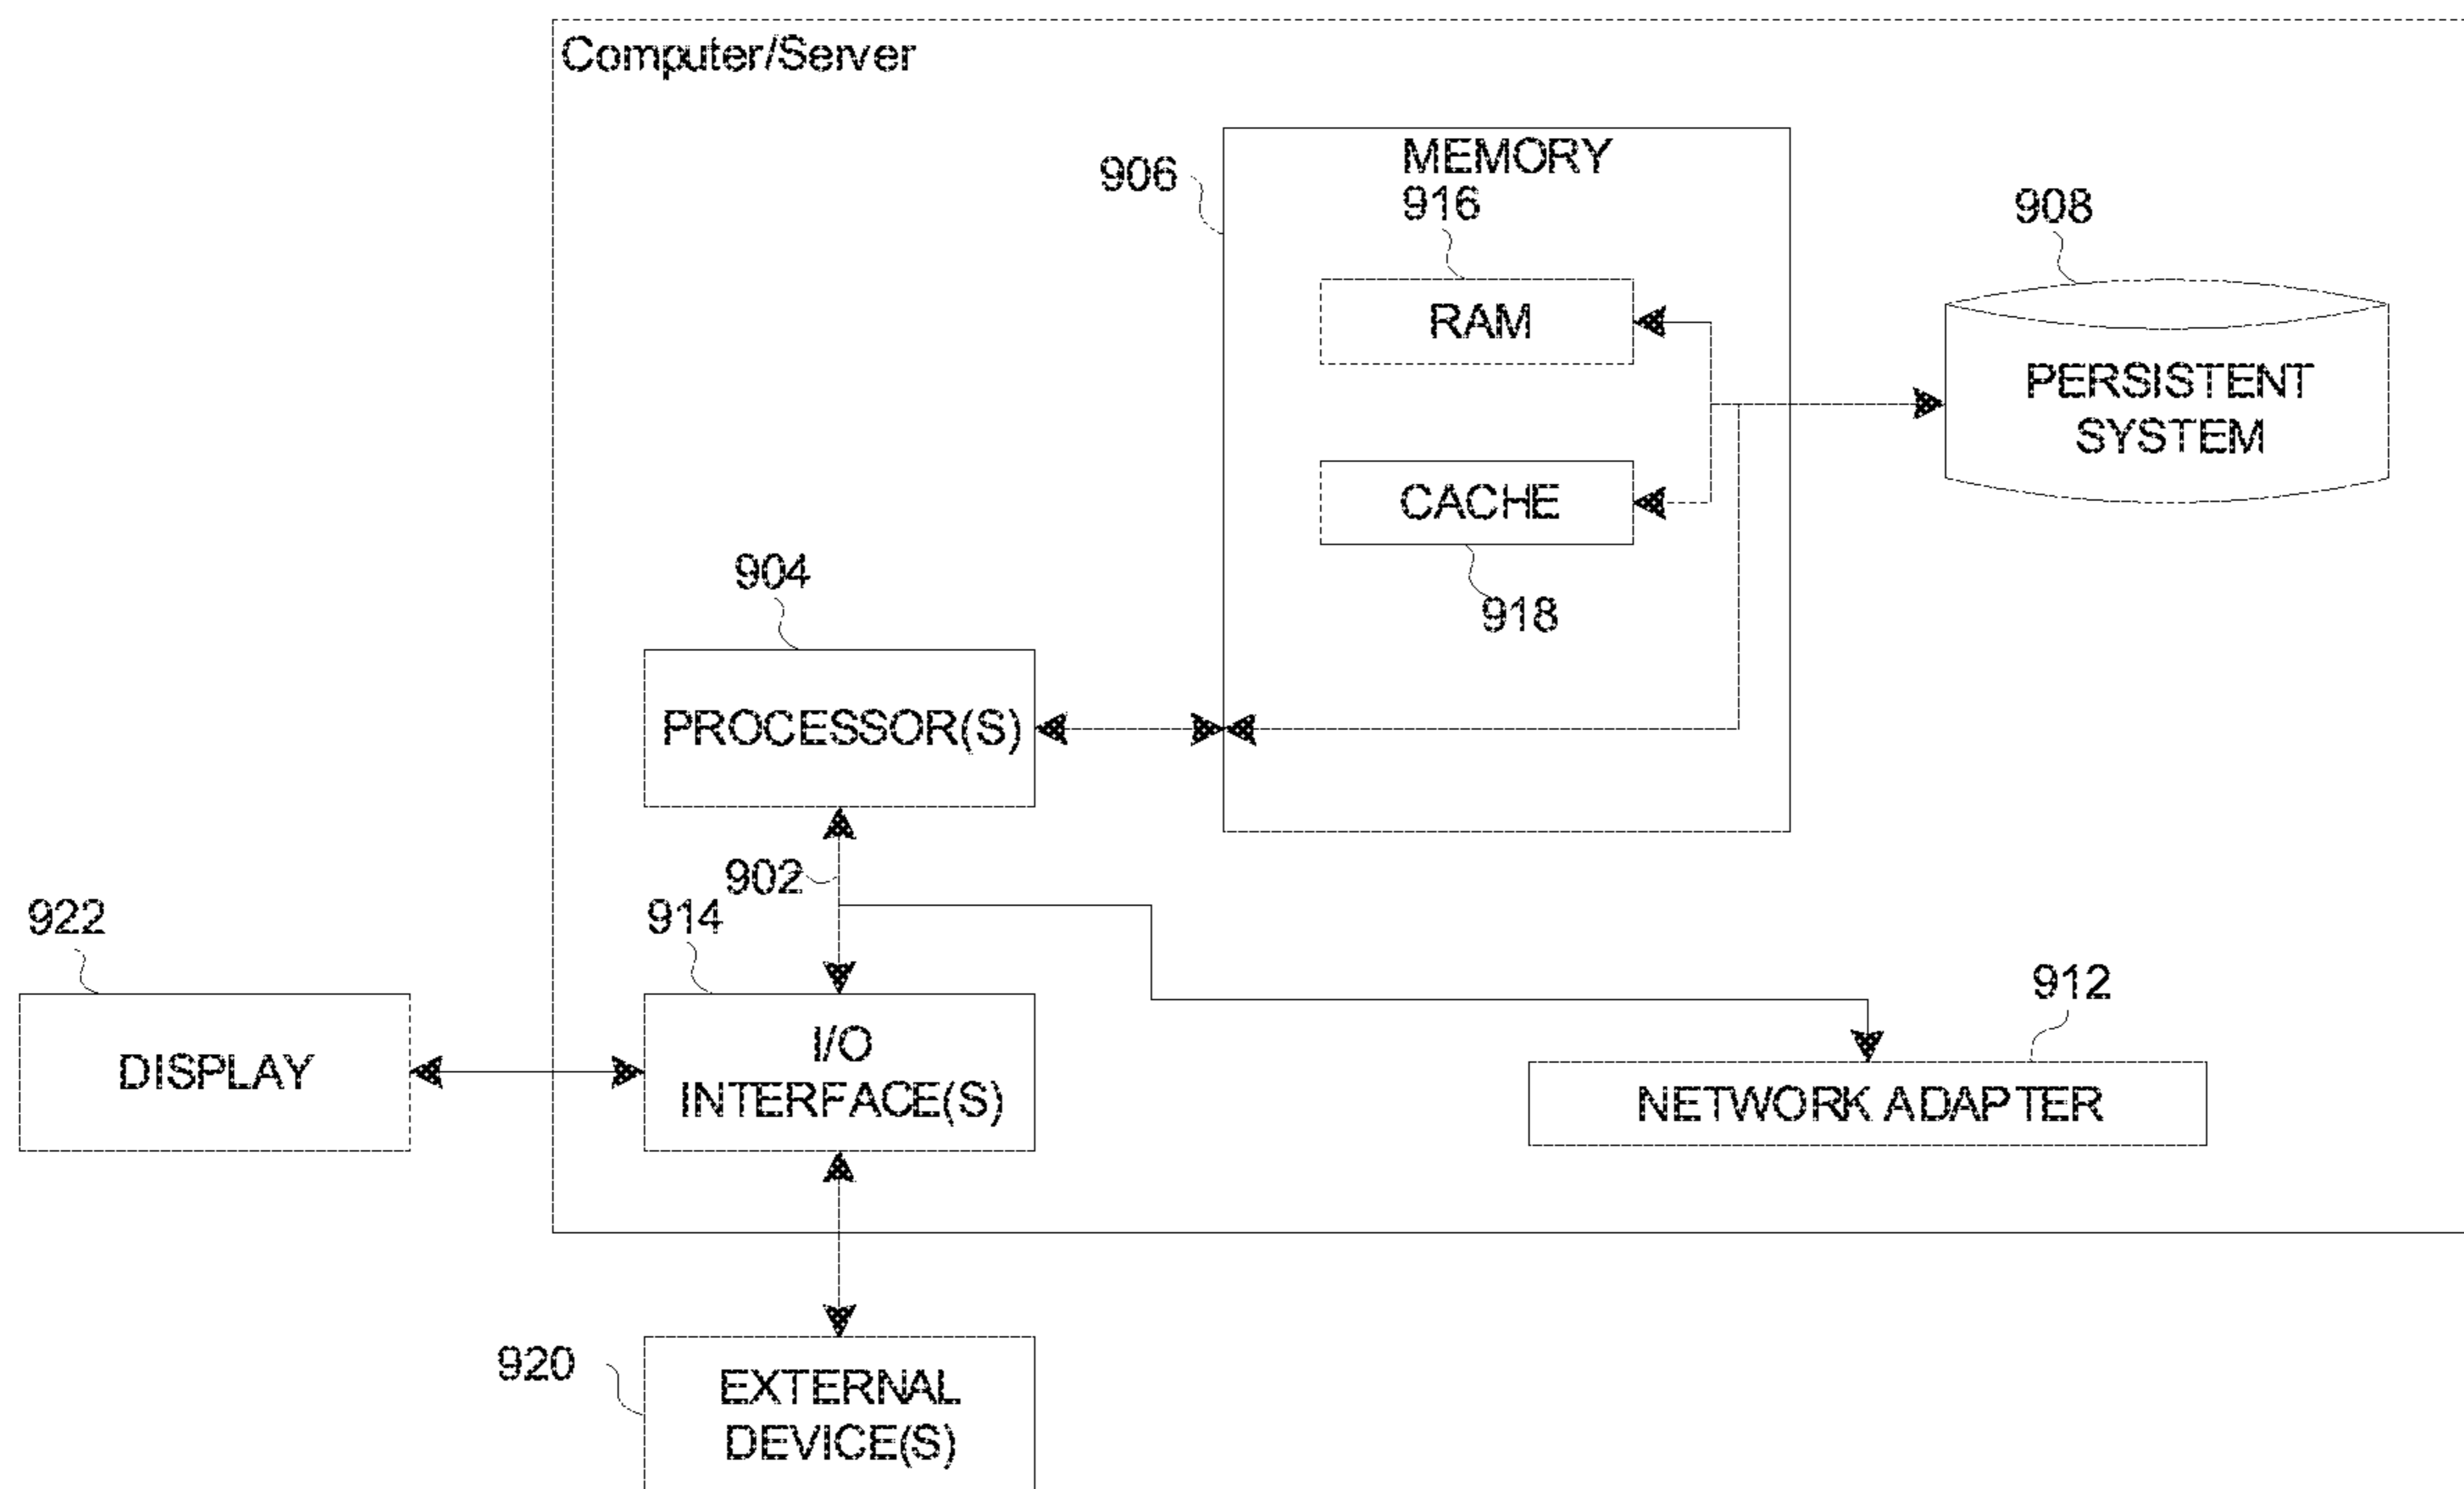 Computer/Server
MEMORY
906
916
908
RAM
PERSISTENT
SYSTEM
CACHE
904
918
PROCESSOR(S)
902
922
914
912
I/O
INTERFACE(S)
DISPLAY
NETWORK ADAPTER
920
EXTERNAL
DEVICE(S)